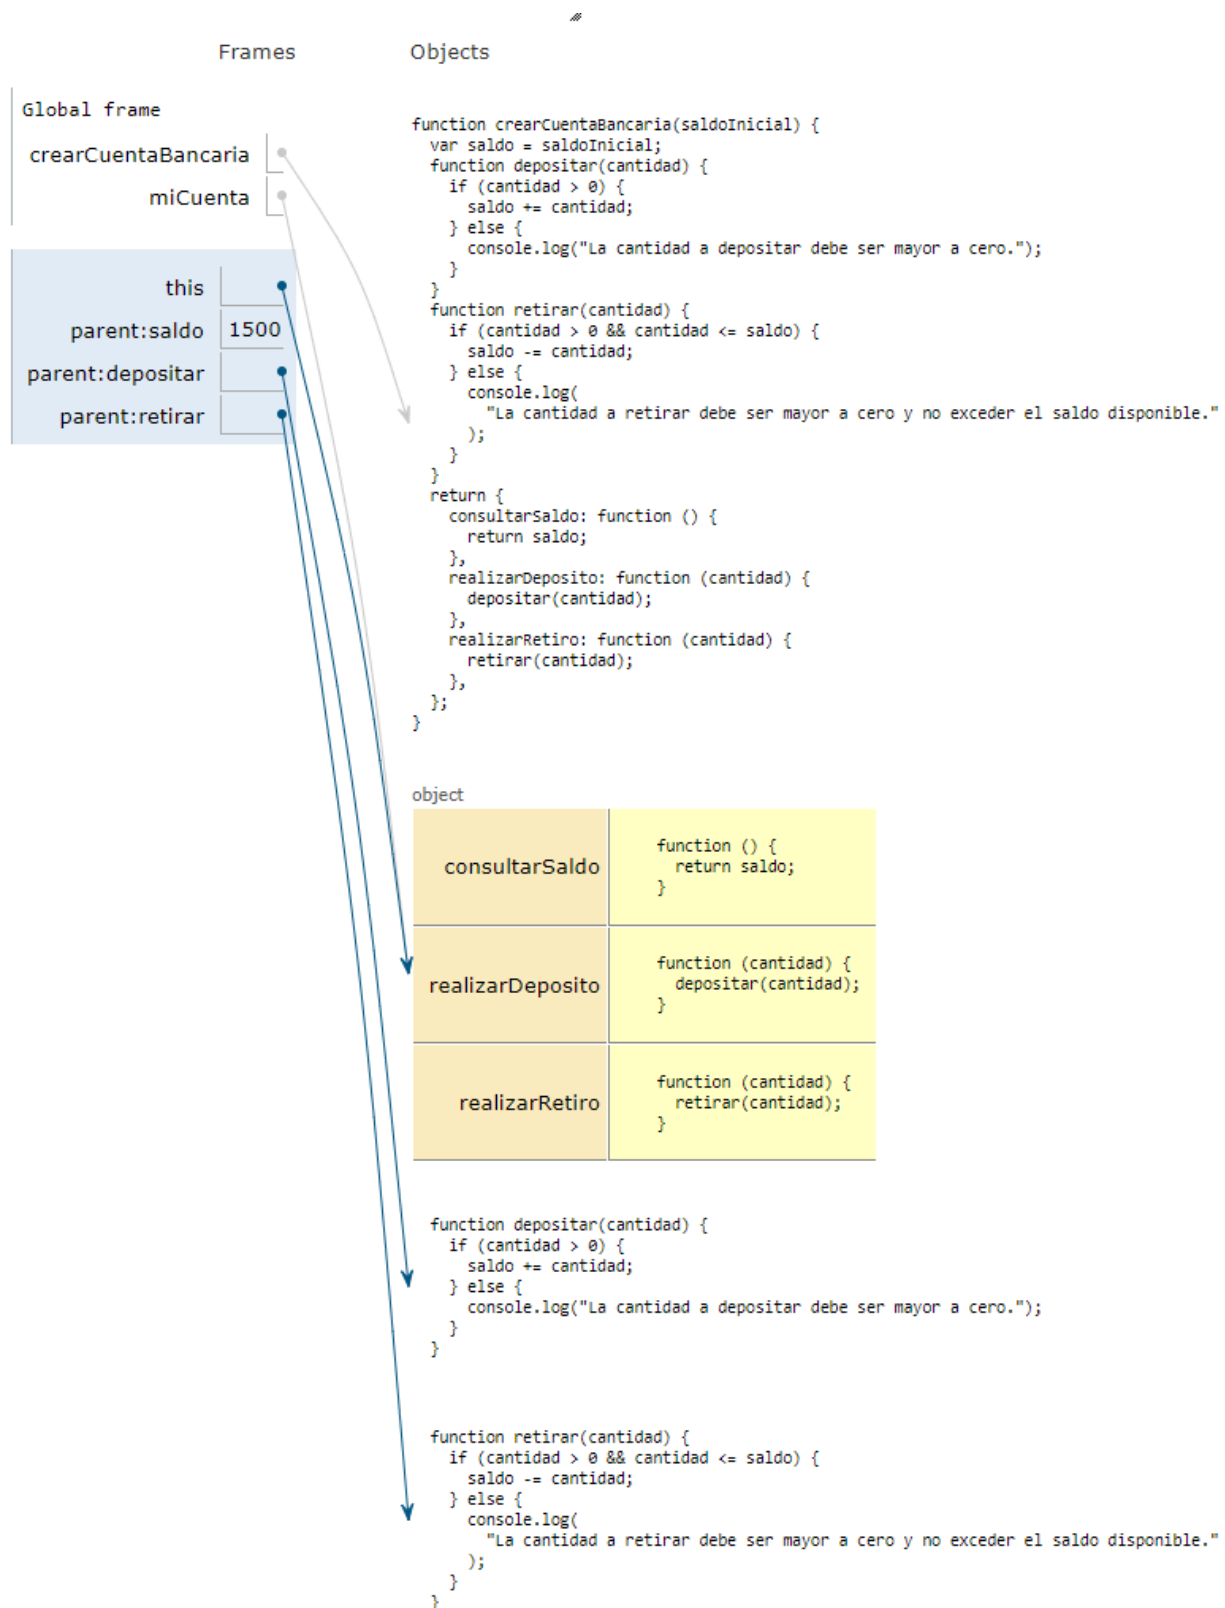 Frames
Objects
Global frame
crearCuentaBancaria
miCuenta
this
parent:saldo 1500
parent:depositar
parent:retirar
function crearCuentaBancaria(saldoInicial) {
  var saldo = saldoInicial;
  function depositar(cantidad) {
    if (cantidad > 0) {
      saldo += cantidad;
    } else {
      console.log("La cantidad a depositar debe ser mayor a cero.");
    }
  }
  function retirar(cantidad) {
    if (cantidad > 0 && cantidad <= saldo) {
      saldo -= cantidad;
    } else {
      console.log(
        "La cantidad a retirar debe ser mayor a cero y no exceder el saldo disponible."
      );
    }
  }
  return {
    consultarSaldo: function () {
      return saldo;
    },
    realizarDeposito: function (cantidad) {
      depositar(cantidad);
    },
    realizarRetiro: function (cantidad) {
      retirar(cantidad);
    },
  };
}
object
consultarSaldo
function () {
  return saldo;
}
realizarDeposito
function (cantidad) {
  depositar(cantidad);
}
realizarRetiro
function (cantidad) {
  retirar(cantidad);
}
function depositar(cantidad) {
  if (cantidad > 0) {
    saldo += cantidad;
  } else {
    console.log("La cantidad a depositar debe ser mayor a cero.");
  }
}
function retirar(cantidad) {
  if (cantidad > 0 && cantidad <= saldo) {
    saldo -= cantidad;
  } else {
    console.log(
      "La cantidad a retirar debe ser mayor a cero y no exceder el saldo disponible."
    );
  }
}